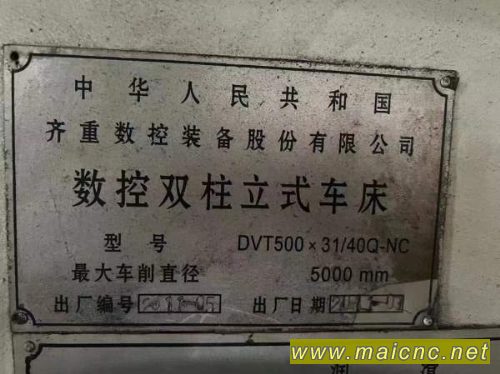 中华人民共和国
齐重数控装备股份有限公司
数控双柱立式车床
型号 DVT500×31/40Q-NC
最大车削直径 5000 mm
出厂编号 出厂日期
www.maicnc.net